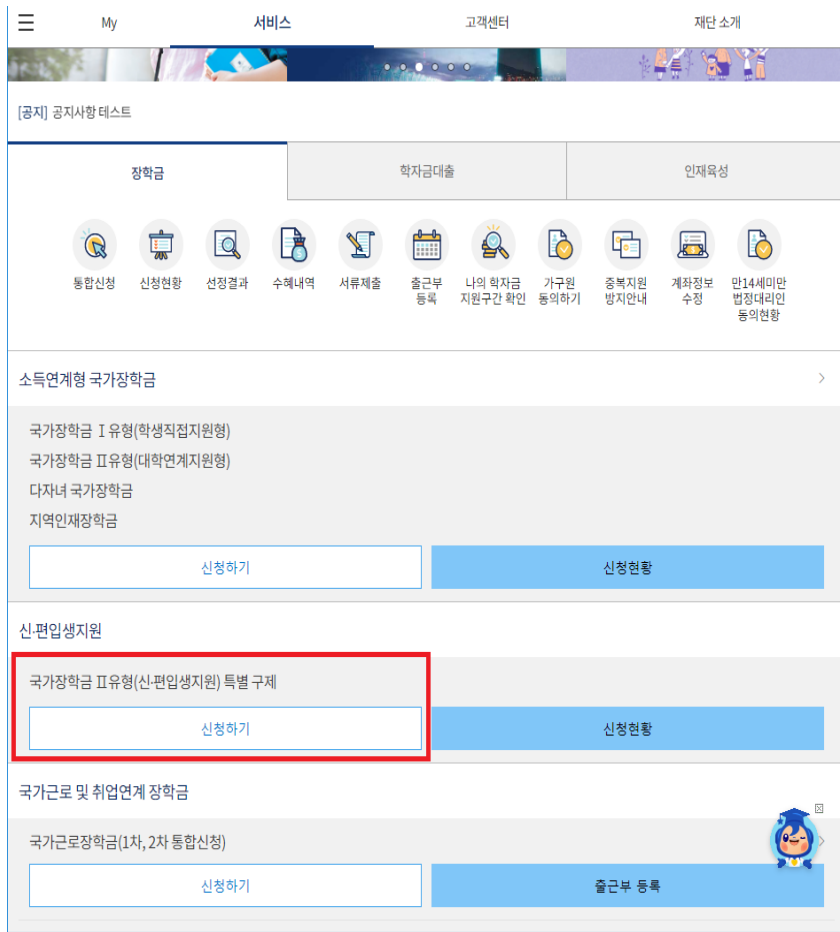 My
서비스
고객센터
재단 소개
[공지] 공지사항 테스트
장학금
학자금대출
인재육성
통합신청
신청현황
선정결과
수혜내역
서류제출
출근부
등록
나의 학자금
지원구간 확인
가구원
동의하기
중복지원
방지안내
계좌정보
수정
만14세미만
법정대리인
동의현황
소득연계형 국가장학금
국가장학금 Ⅰ유형(학생직접지원형)
국가장학금 Ⅱ유형(대학연계지원형)
다자녀 국가장학금
지역인재장학금
신청하기
신청현황
신·편입생지원
국가장학금 Ⅱ유형(신·편입생지원) 특별 구제
신청하기
신청현황
국가근로 및 취업연계 장학금
국가근로장학금(1차, 2차 통합신청)
신청하기
출근부 등록